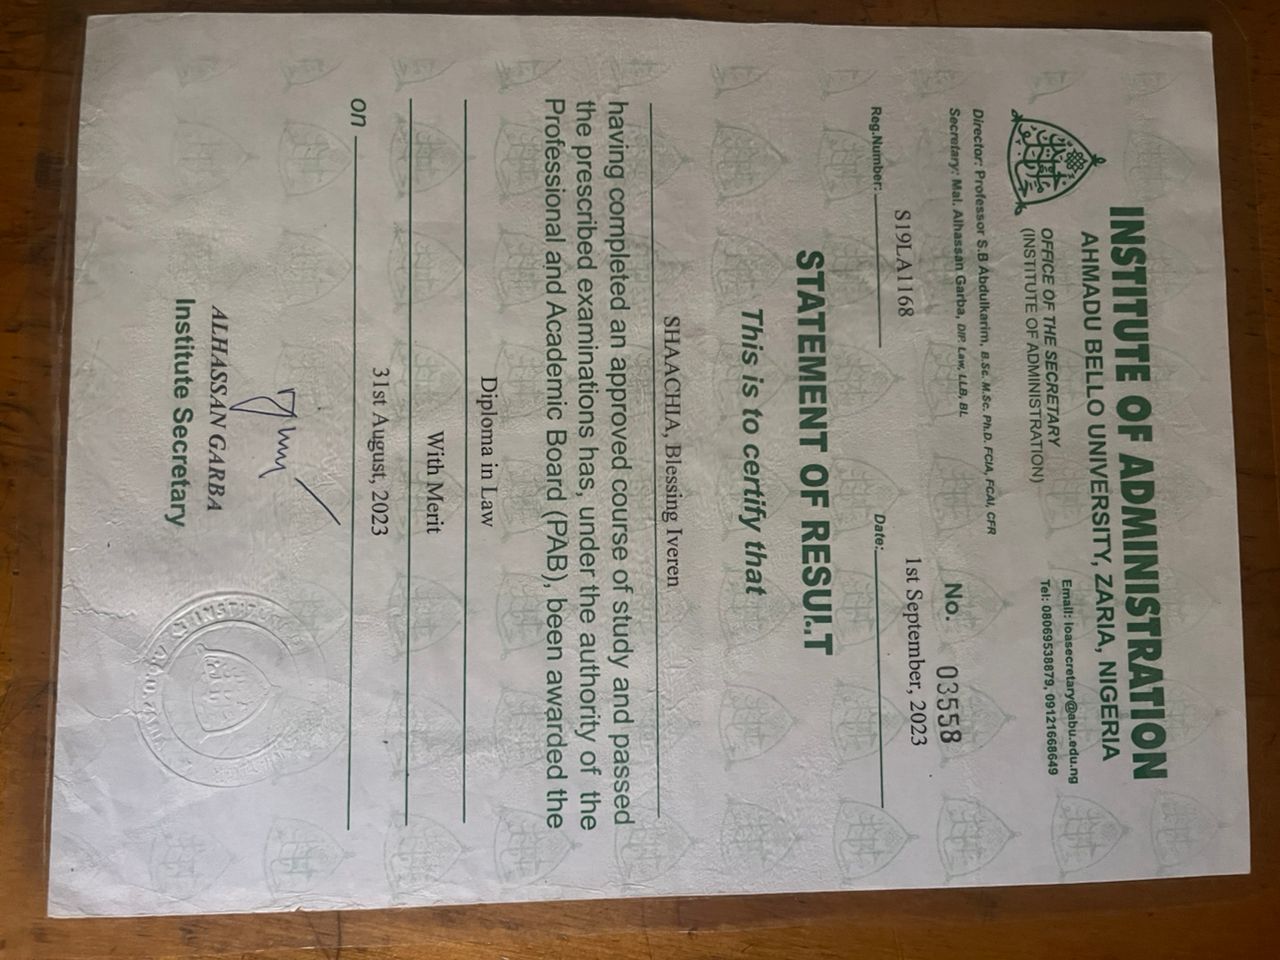 INSTITUTE OF ADMINISTRATION
AHMADU BELLO UNIVERSITY, ZARIA, NIGERIA
OFFICE OF THE SECRETARY
(INSTITUTE OF ADMINISTRATION)
Email: ioasecretary@abu.edu.ng
Tel: 08069538879, 09121668649
Director: Professor S.B Abdulkarim. B.Sc. M.Sc. Ph.D. FCIA, FCAI, CFR
Secretary: Mal. Alhassan Garba, DIP. Law, LLB, BL
No. 03558
Reg.Number: S19LA1168
Date: 1st September, 2023
STATEMENT OF RESULT
This is to certify that
SHAACHIA, Blessing Iveren
having completed an approved course of study and passed
the prescribed examinations has, under the authority of the
Professional and Academic Board (PAB), been awarded the
Diploma in Law
With Merit
on 31st August, 2023
ALHASSAN GARBA
Institute Secretary